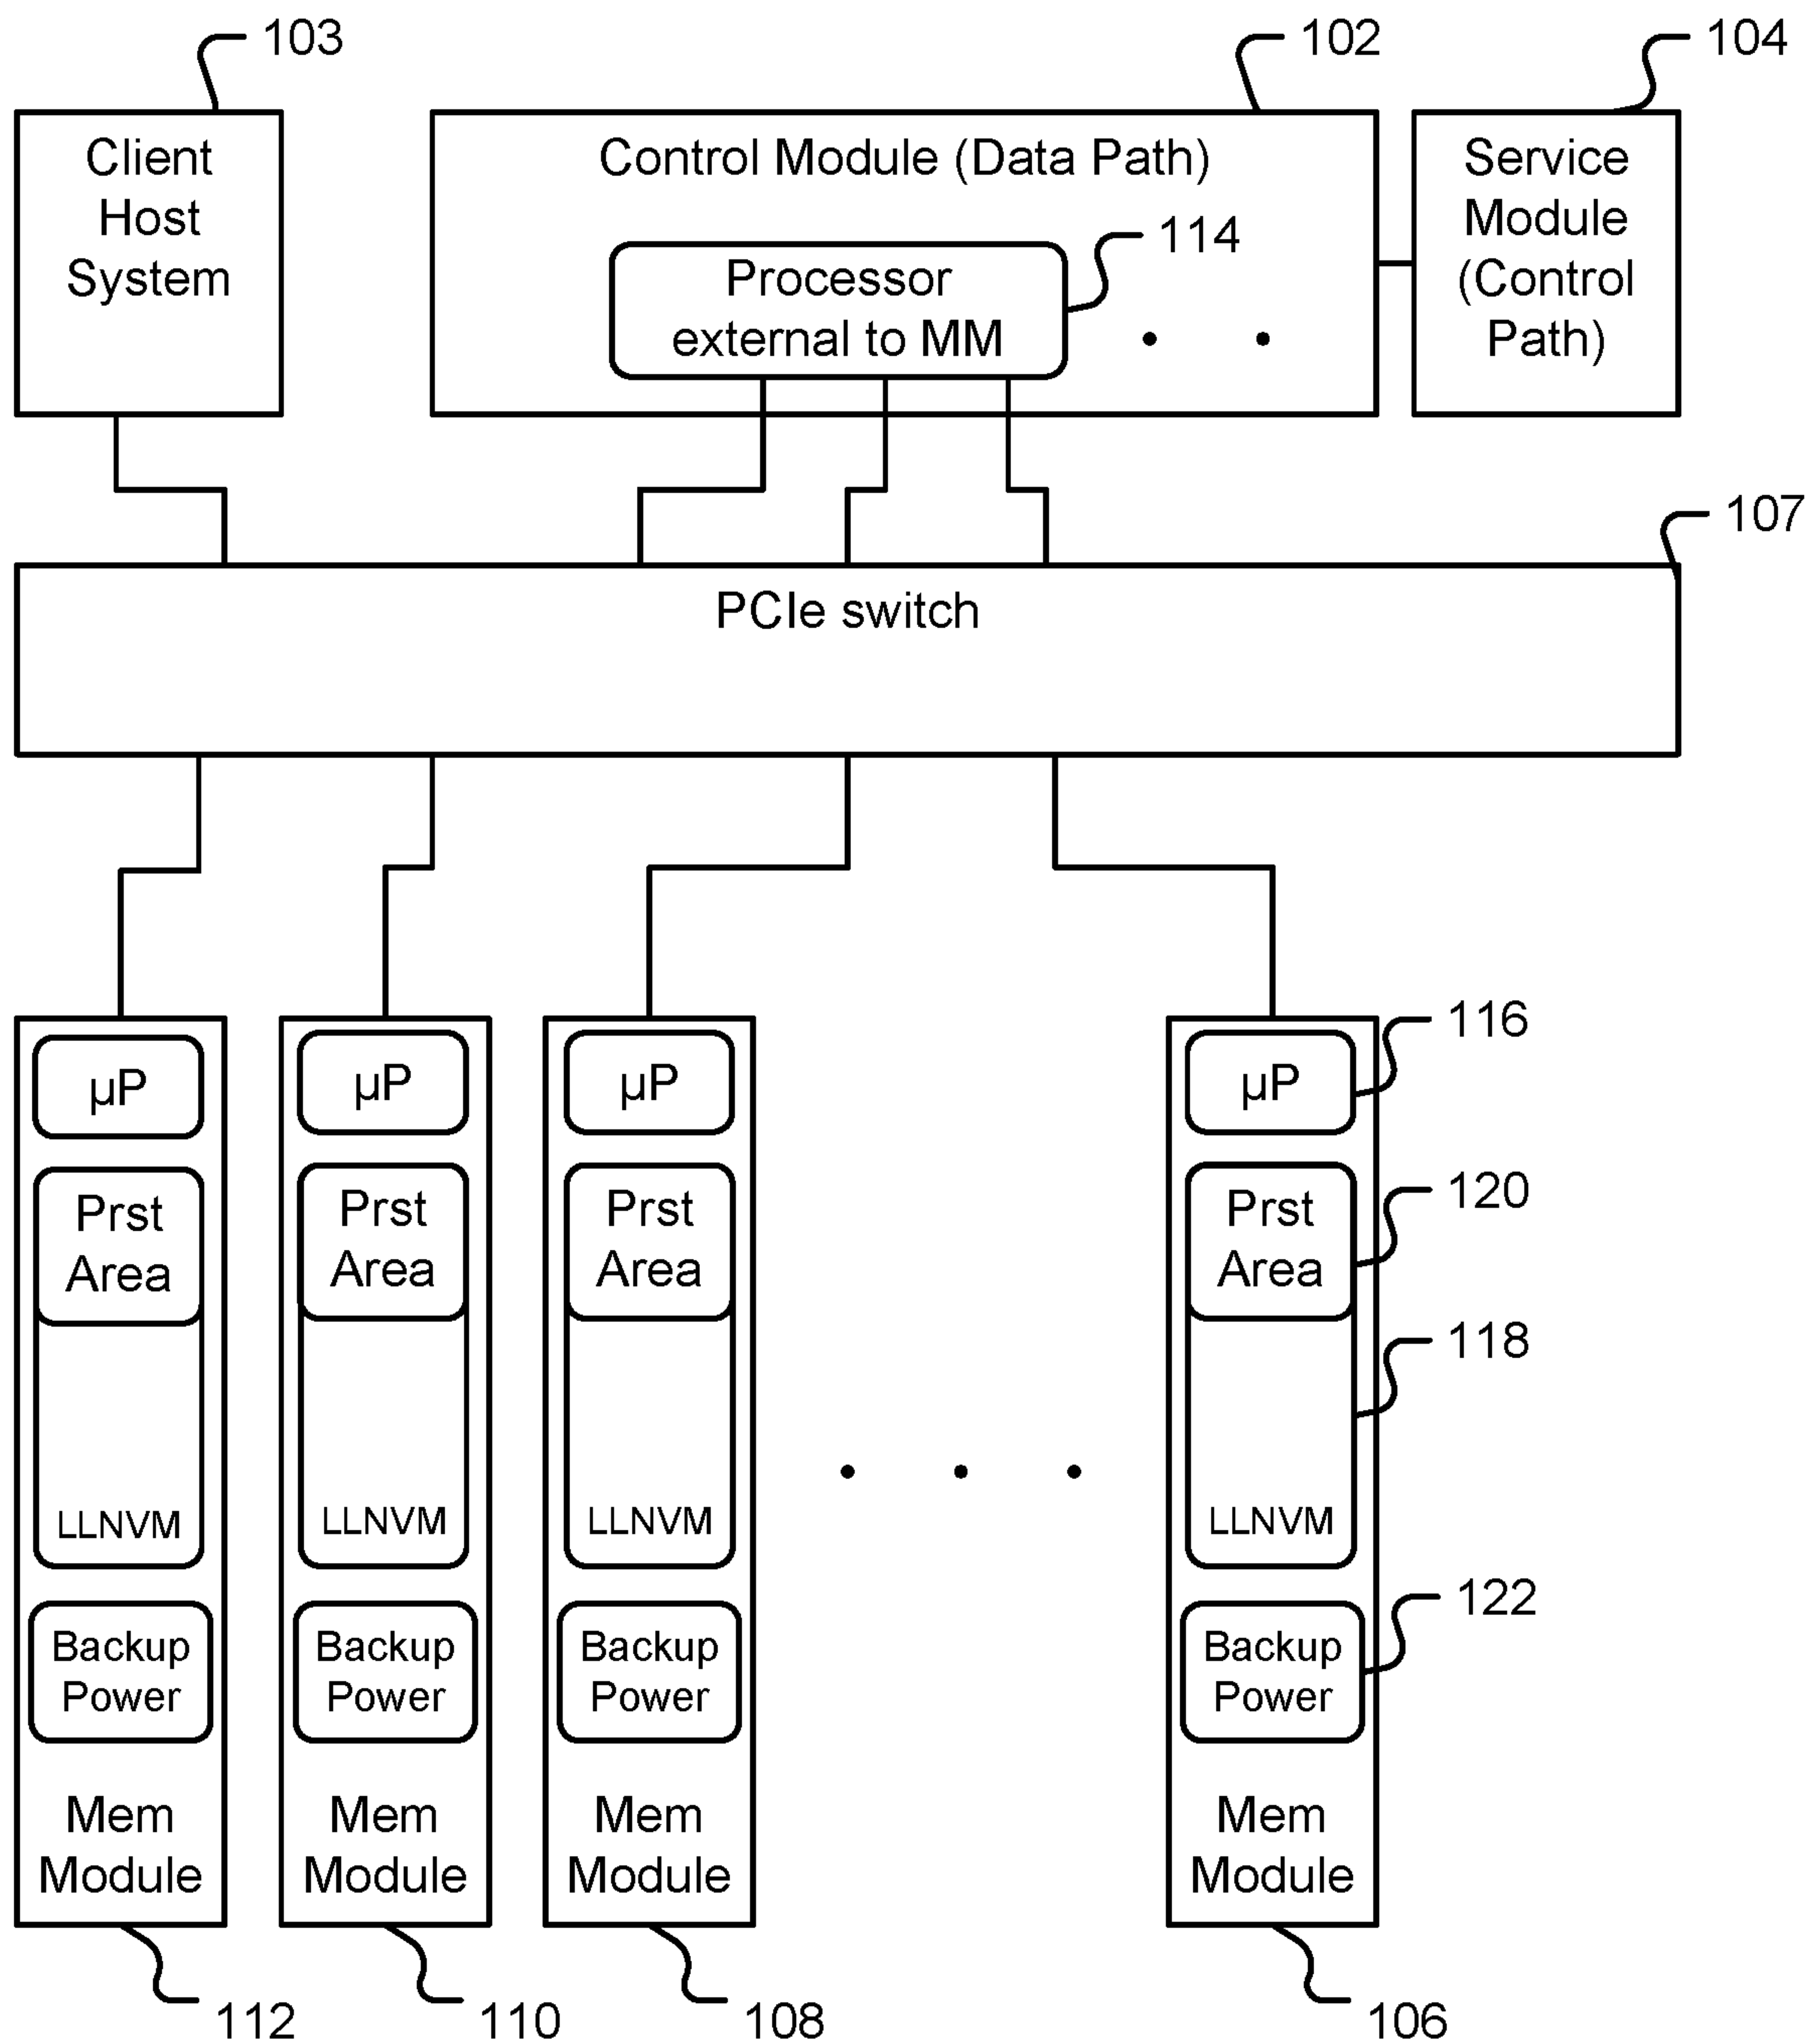 103
102
104
Client
Host
System
Control Module (Data Path)
114
Processor
external to MM
Service
Module
(Control
Path)
107
PCIe switch
µP
µP
µP
µP
116
Prst
Area
Prst
Area
Prst
Area
Prst
Area
120
118
LLNVM
LLNVM
LLNVM
LLNVM
122
Backup
Power
Backup
Power
Backup
Power
Backup
Power
Mem
Module
Mem
Module
Mem
Module
Mem
Module
112
110
108
106